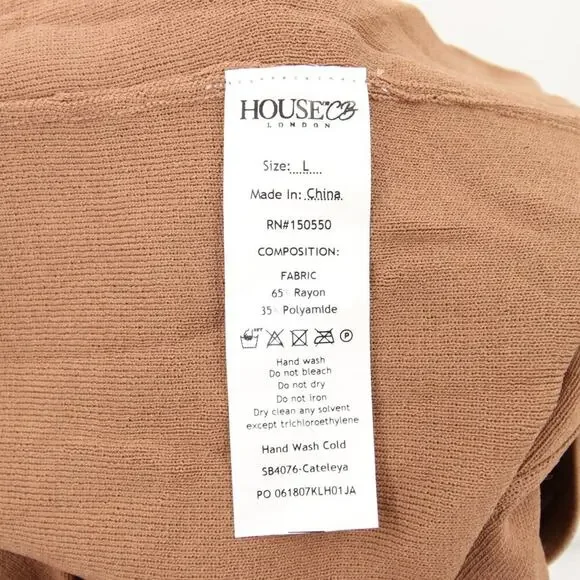 HOUSE OF CB
LONDON
Size: L
Made In: China
RN#150550
COMPOSITION:
FABRIC
65% Rayon
35% Polyamide
Hand wash
Do not bleach
Do not dry
Do not iron
Dry clean any solvent
except trichloroethylene
Hand Wash Cold
SB4076-Cateleya
PO 061807KLH01JA